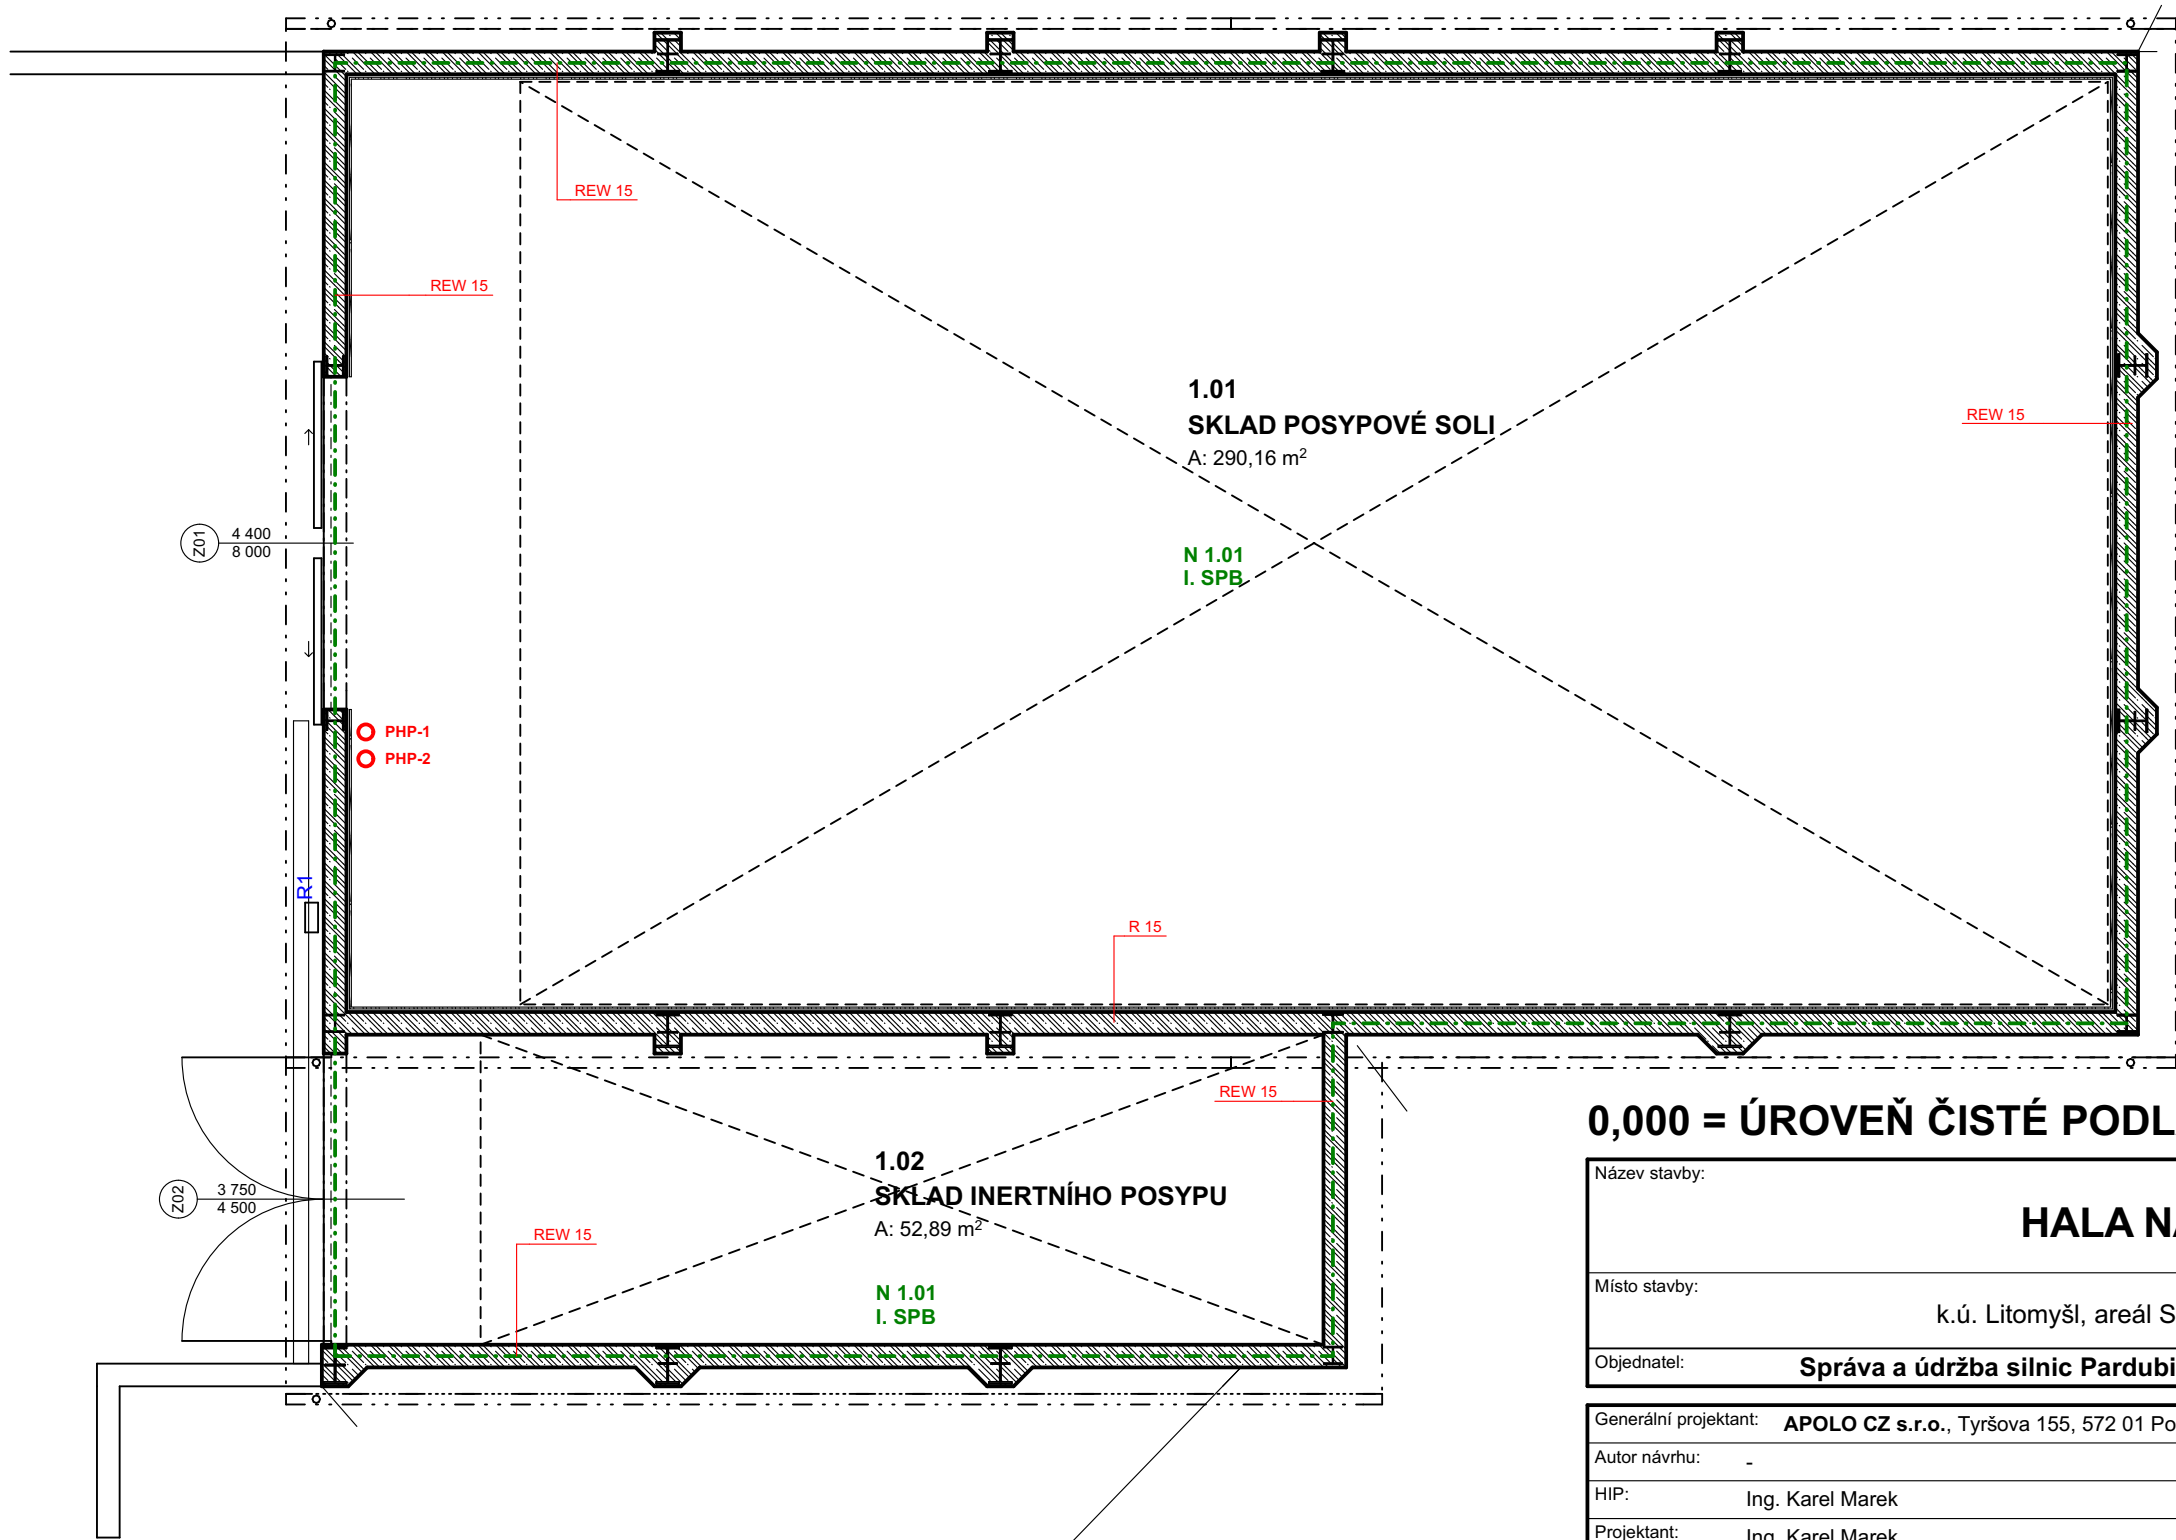 REW 15
REW 15
1.01
SKLAD POSYPOVÉ SOLI
A: 290,16 m²
REW 15
Z01
4 400
8 000
N 1.01
I. SPB
PHP-1
PHP-2
R1
R 15
REW 15
0,000 = ÚROVEŇ ČISTÉ PODL
1.02
SKLAD INERTNÍHO POSYPU
A: 52,89 m²
Z02
3 750
4 500
REW 15
N 1.01
I. SPB
Název stavby:
HALA NA
Místo stavby:
k.ú. Litomyšl, areál S
Objednatel: Správa a údržba silnic Pardubi
Generální projektant: APOLO CZ s.r.o., Tyršova 155, 572 01 Po
Autor návrhu: -
HIP: Ing. Karel Marek
Projektant: Ing. Karel Marek